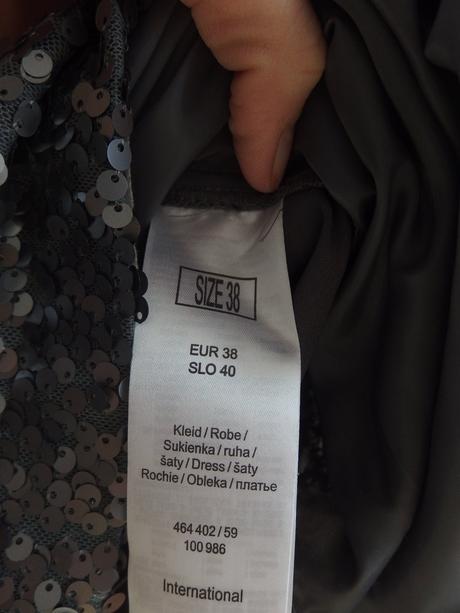 SIZE 38
EUR 38
SLO 40
Kleid / Robe /
Sukienka / ruha /
šaty / Dress / šaty
Rochie / Obleka / платье
464 402 / 59
100 986
International